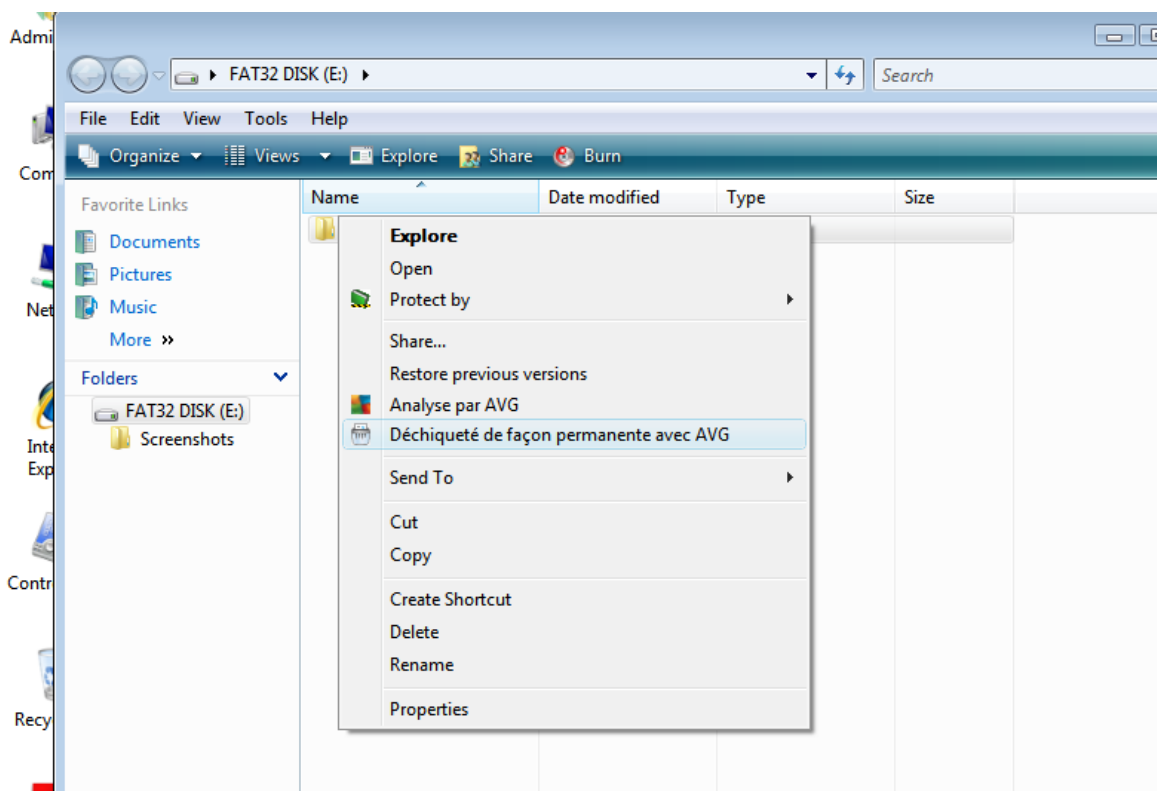 Admi
FAT32 DISK (E:)
Search
File Edit View Tools Help
Organize Views Explore Share Burn
Com
Favorite Links
Name Date modified Type Size
Documents
Pictures
Music
More »
Net
Folders
FAT32 DISK (E:)
Screenshots
Inte
Exp
Contr
Recy
Explore
Open
Protect by
Share...
Restore previous versions
Analyse par AVG
Déchiqueté de façon permanente avec AVG
Send To
Cut
Copy
Create Shortcut
Delete
Rename
Properties